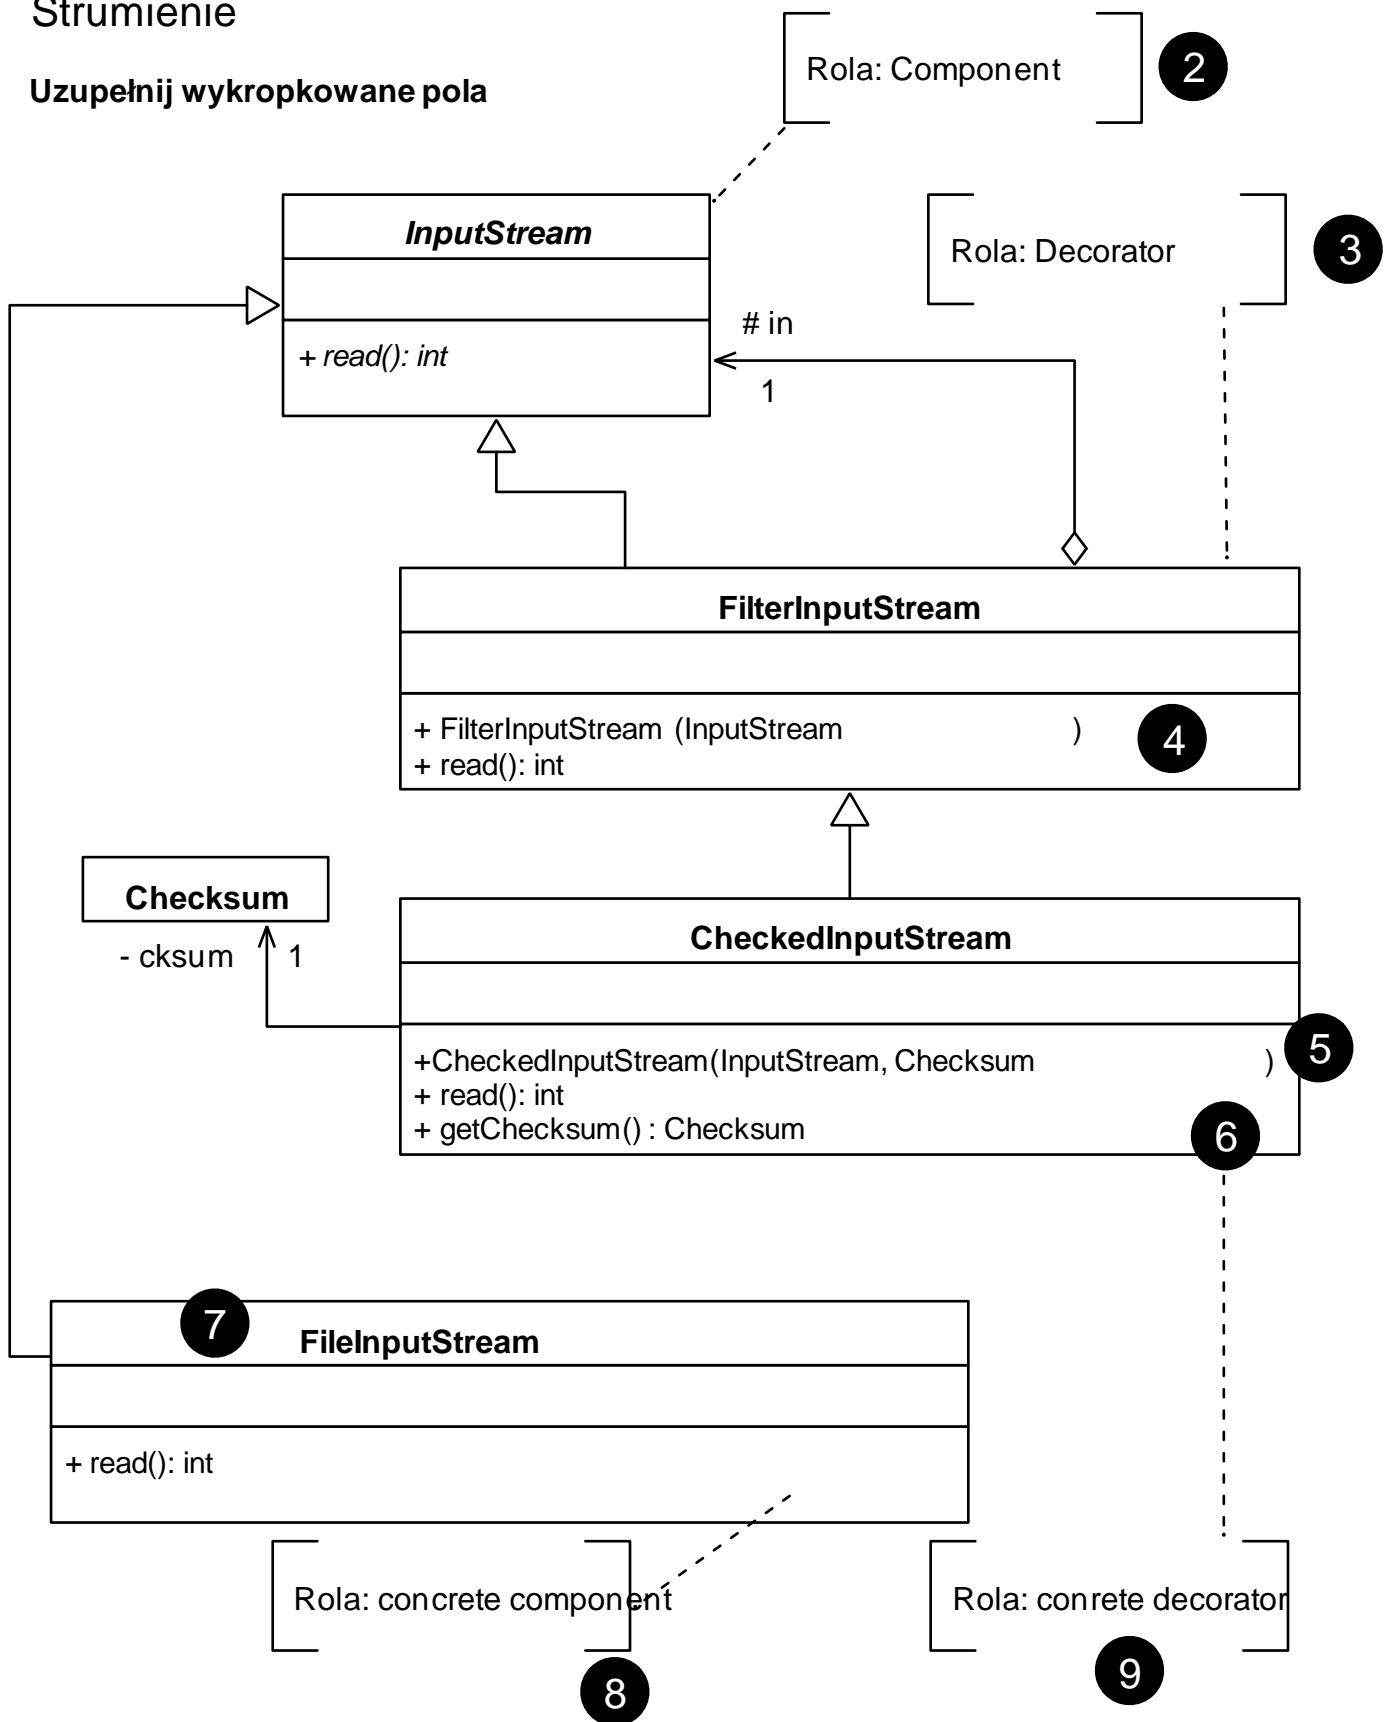 Strumienie
Uzupełnij wykropkowane pola
Rola: Component
2
InputStream
+ read(): int
Rola: Decorator
3
# in
1
FilterInputStream
+ FilterInputStream (InputStream )
+ read(): int
4
Checksum
- cksum
1
CheckedInputStream
+CheckedInputStream(InputStream, Checksum )
+ read(): int
+ getChecksum() : Checksum
5
6
7
FileInputStream
+ read(): int
Rola: concrete component
8
Rola: conrete decorator
9